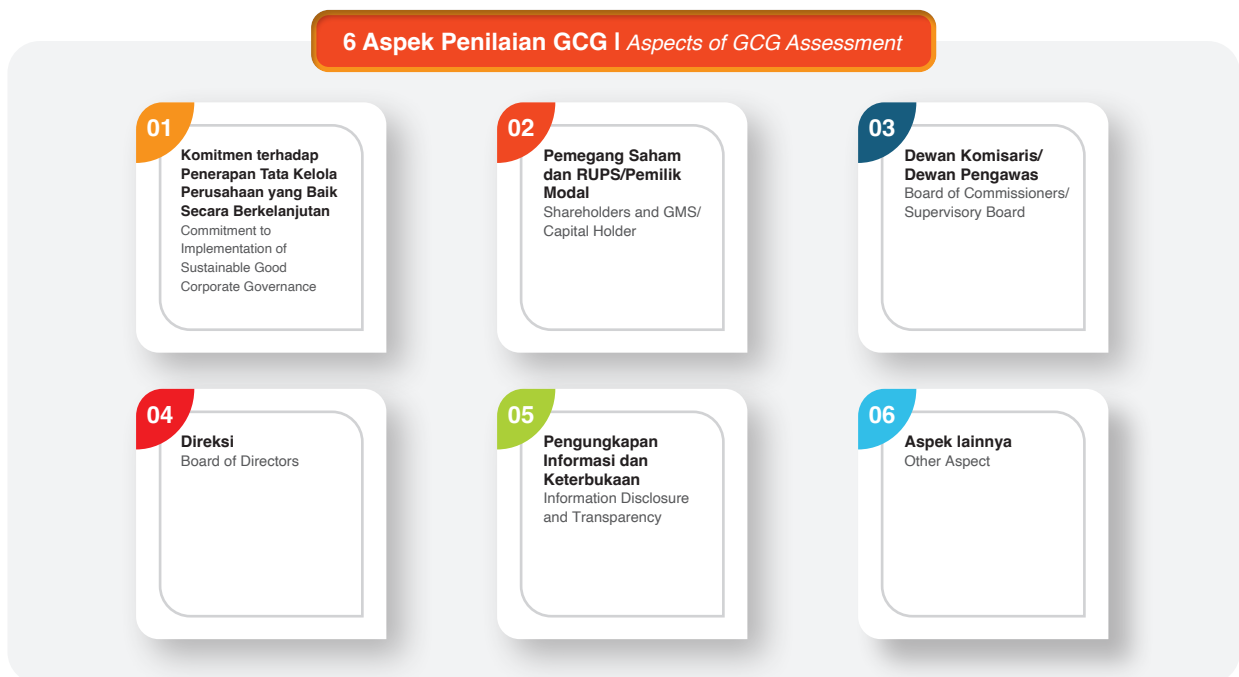 6 Aspek Penilaian GCG | Aspects of GCG Assessment
01
Komitmen terhadap
Penerapan Tata Kelola
Perusahaan yang Baik
Secara Berkelanjutan
Commitment to
Implementation of
Sustainable Good
Corporate Governance
02
Pemegang Saham
dan RUPS/Pemilik
Modal
Shareholders and GMS/
Capital Holder
03
Dewan Komisaris/
Dewan Pengawas
Board of Commissioners/
Supervisory Board
04
Direksi
Board of Directors
05
Pengungkapan
Informasi dan
Keterbukaan
Information Disclosure
and Transparency
06
Aspek lainnya
Other Aspect